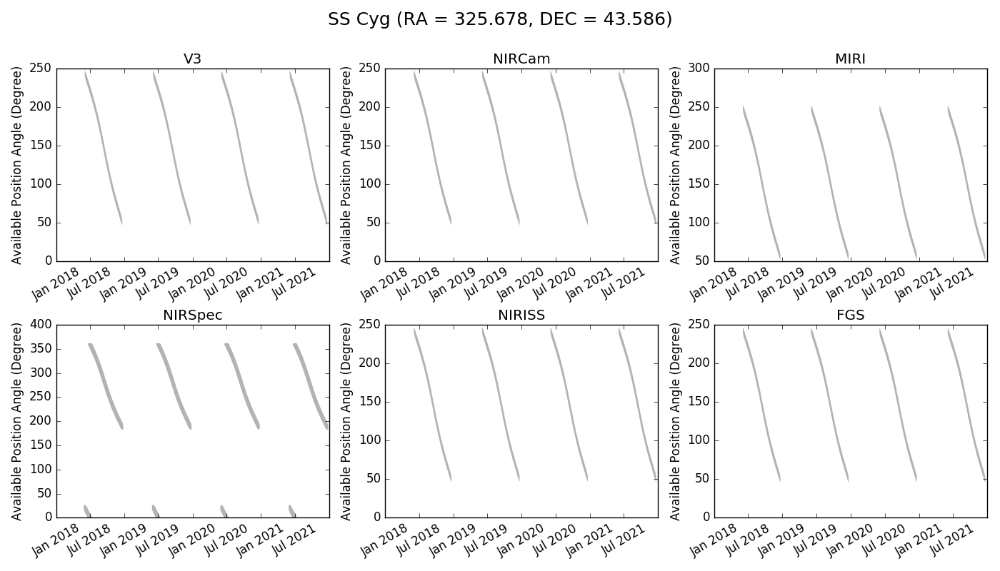 SS Cyg (RA = 325.678, DEC = 43.586)
V3
Available Position Angle (Degree)
250
200
150
100
50
0
Jan 2018
Jul 2018
Jan 2019
Jul 2019
Jan 2020
Jul 2020
Jan 2021
Jul 2021
NIRCam
Available Position Angle (Degree)
250
200
150
100
50
0
Jan 2018
Jul 2018
Jan 2019
Jul 2019
Jan 2020
Jul 2020
Jan 2021
Jul 2021
MIRI
Available Position Angle (Degree)
300
250
200
150
100
50
Jan 2018
Jul 2018
Jan 2019
Jul 2019
Jan 2020
Jul 2020
Jan 2021
Jul 2021
NIRSpec
Available Position Angle (Degree)
400
350
300
250
200
150
100
50
0
Jan 2018
Jul 2018
Jan 2019
Jul 2019
Jan 2020
Jul 2020
Jan 2021
Jul 2021
NIRISS
Available Position Angle (Degree)
250
200
150
100
50
0
Jan 2018
Jul 2018
Jan 2019
Jul 2019
Jan 2020
Jul 2020
Jan 2021
Jul 2021
FGS
Available Position Angle (Degree)
250
200
150
100
50
0
Jan 2018
Jul 2018
Jan 2019
Jul 2019
Jan 2020
Jul 2020
Jan 2021
Jul 2021